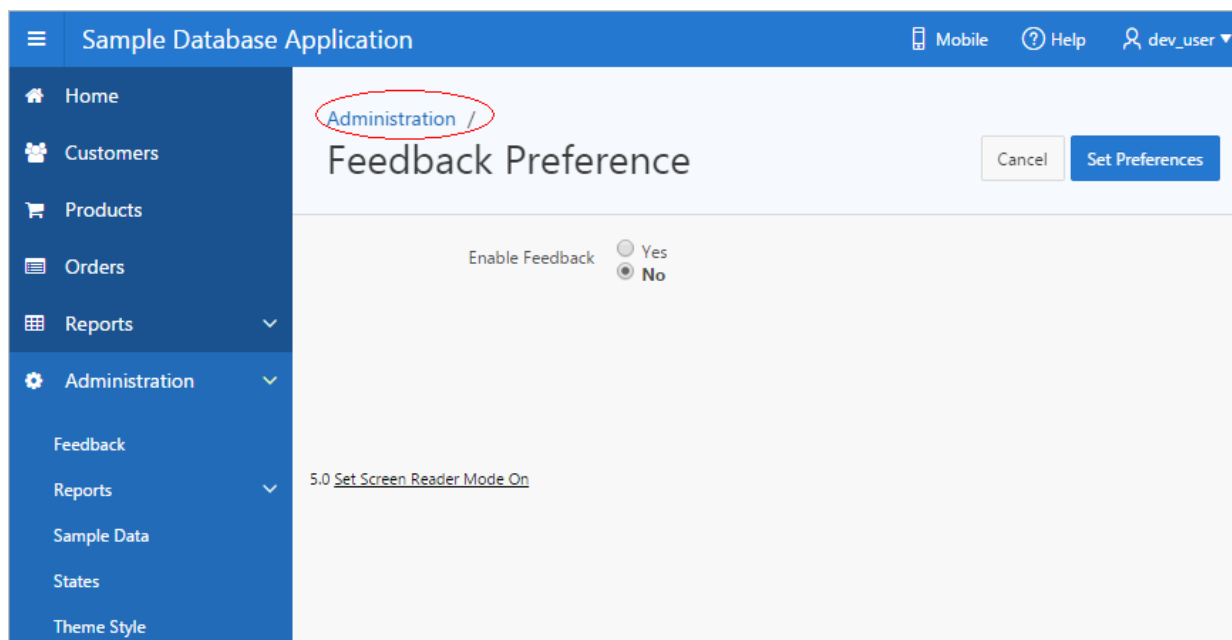 Sample Database Application
Mobile
Help
dev_user
Home
Customers
Products
Orders
Reports
Administration
Feedback
Reports
Sample Data
States
Theme Style
Administration /
Feedback Preference
Cancel
Set Preferences
Enable Feedback
Yes
No
5.0 Set Screen Reader Mode On